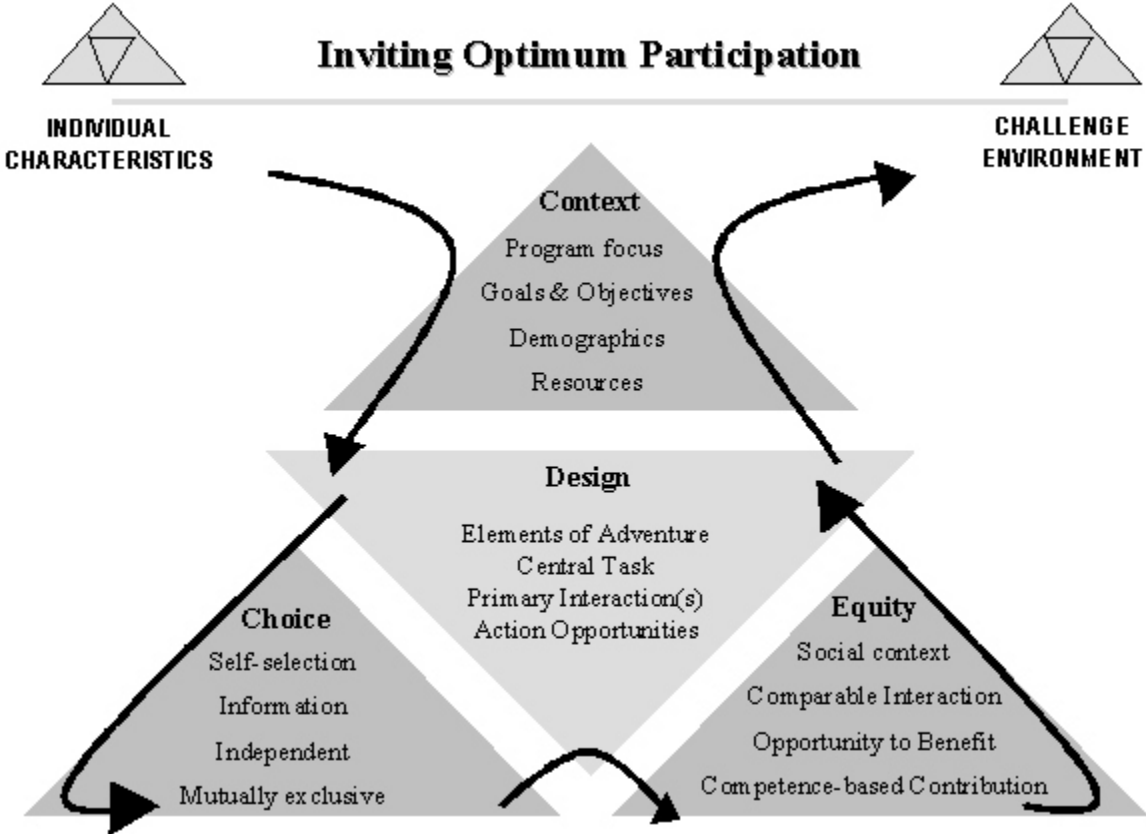 Inviting Optimum Participation
INDIVIDUAL
CHARACTERISTICS
CHALLENGE
ENVIRONMENT
Context
Program focus
Goals & Objectives
Demographics
Resources
Design
Elements of Adventure
Central Task
Primary Interaction(s)
Action Opportunities
Choice
Self-selection
Information
Independent
Mutually exclusive
Equity
Social context
Comparable Interaction
Opportunity to Benefit
Competence-based Contribution